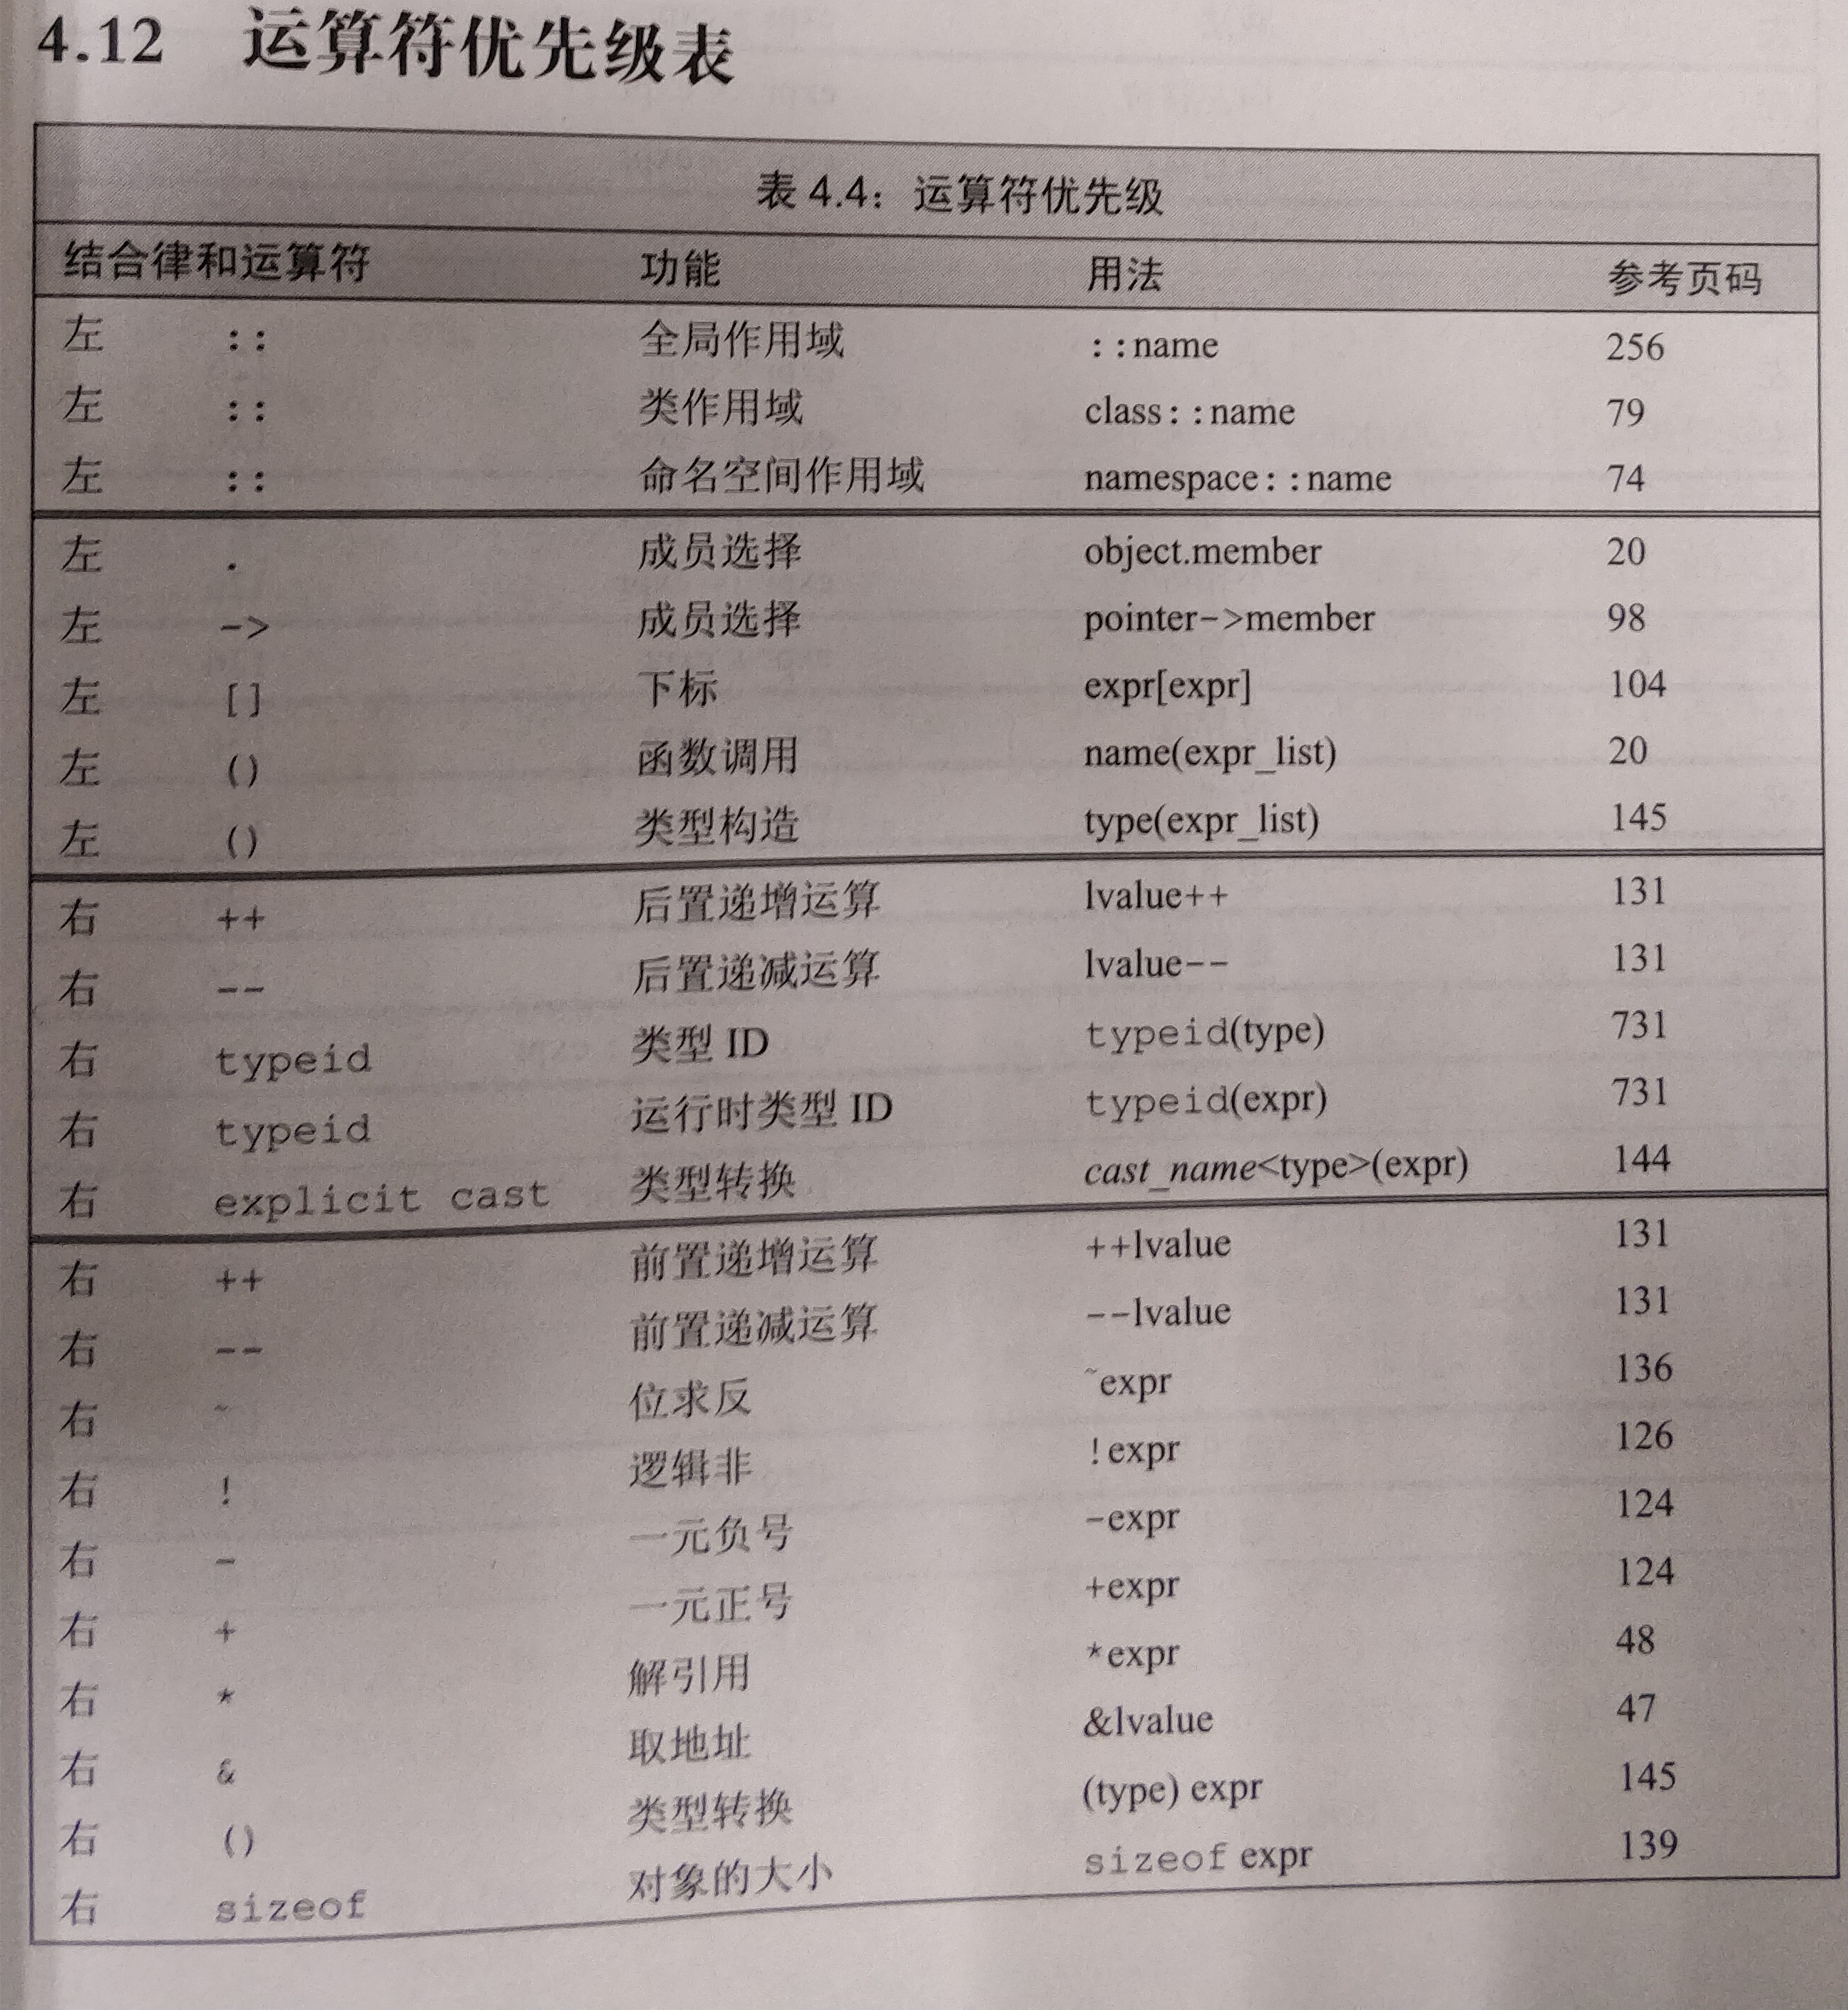 4.12 运算符优先级表
表 4.4：运算符优先级
结合律和运算符 功能 用法 参考页码
左 :: 全局作用域 ::name 256
左 :: 类作用域 class::name 79
左 :: 命名空间作用域 namespace::name 74
左 . 成员选择 object.member 20
左 -> 成员选择 pointer->member 98
左 [] 下标 expr[expr] 104
左 () 函数调用 name(expr_list) 20
左 () 类型构造 type(expr_list) 145
右 ++ 后置递增运算 lvalue++ 131
右 -- 后置递减运算 lvalue-- 131
右 typeid 类型 ID typeid(type) 731
右 typeid 运行时类型 ID typeid(expr) 731
右 explicit cast 类型转换 cast_name<type>(expr) 144
右 ++ 前置递增运算 ++lvalue 131
右 -- 前置递减运算 --lvalue 131
右 ~ 位求反 ~expr 136
右 ! 逻辑非 !expr 126
右 - 一元负号 -expr 124
右 + 一元正号 +expr 124
右 * 解引用 *expr 48
右 & 取地址 &lvalue 47
右 () 类型转换 (type) expr 145
右 sizeof 对象的大小 sizeof expr 139